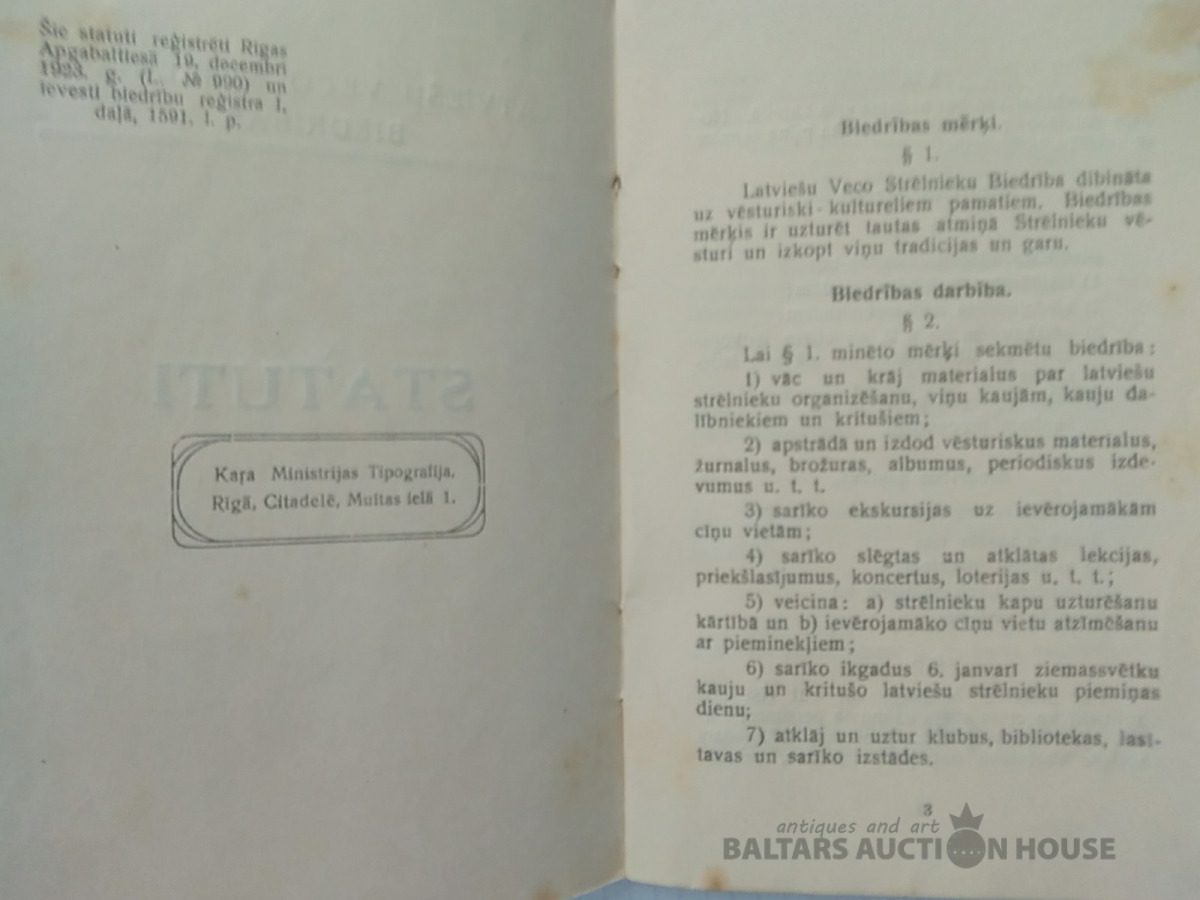 Šie statuti reģistrēti Rīgas
Apgabaltiesā 19. decembrī
1923. g. (L. № 990) un
ievesti biedrību reģistra I.
daļā, 1591. l. p.
STATUTI
Kaŗa Ministrijas Tipografija.
Rīgā, Citadelē, Muitas ielā 1.
Biedrības mērķi.
§ 1.
Latviešu Veco Strēlnieku Biedrība dibināta
uz vēsturiski-kultureliem pamatiem. Biedrības
mērķis ir uzturēt tautas atmiņā Strēlnieku vē-
sturi un izkopt viņu tradicijas un garu.
Biedrības darbība.
§ 2.
Lai § 1. minēto mērķi sekmētu biedrība:
1) vāc un krāj materialus par latviešu
strēlnieku organizēšanu, viņu kaujām, kauju da-
lībniekiem un kritušiem;
2) apstrādā un izdod vēsturiskus materialus,
žurnalus, brožuras, albumus, periodiskus izde-
vumus u. t. t.
3) sarīko ekskursijas uz ievērojamākām
cīņu vietām;
4) sarīko slēgtas un atklātas lekcijas,
priekšlasījumus, koncertus, loterijas u. t. t.;
5) veicina: a) strēlnieku kapu uzturēšanu
kārtībā un b) ievērojamāko cīņu vietu atzīmēšanu
ar pieminekļiem;
6) sarīko ikgadus 6. janvarī ziemassvētku
kauju un kritušo latviešu strēlnieku piemiņas
dienu;
7) atklāj un uztur klubus, bibliotekas, lasī-
tavas un sarīko izstādes.
3
antiques and art
BALTARS AUCTION HOUSE